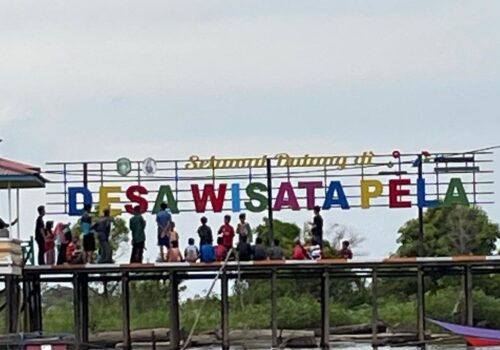 Selamat Datang di
DESA WISATA PELA